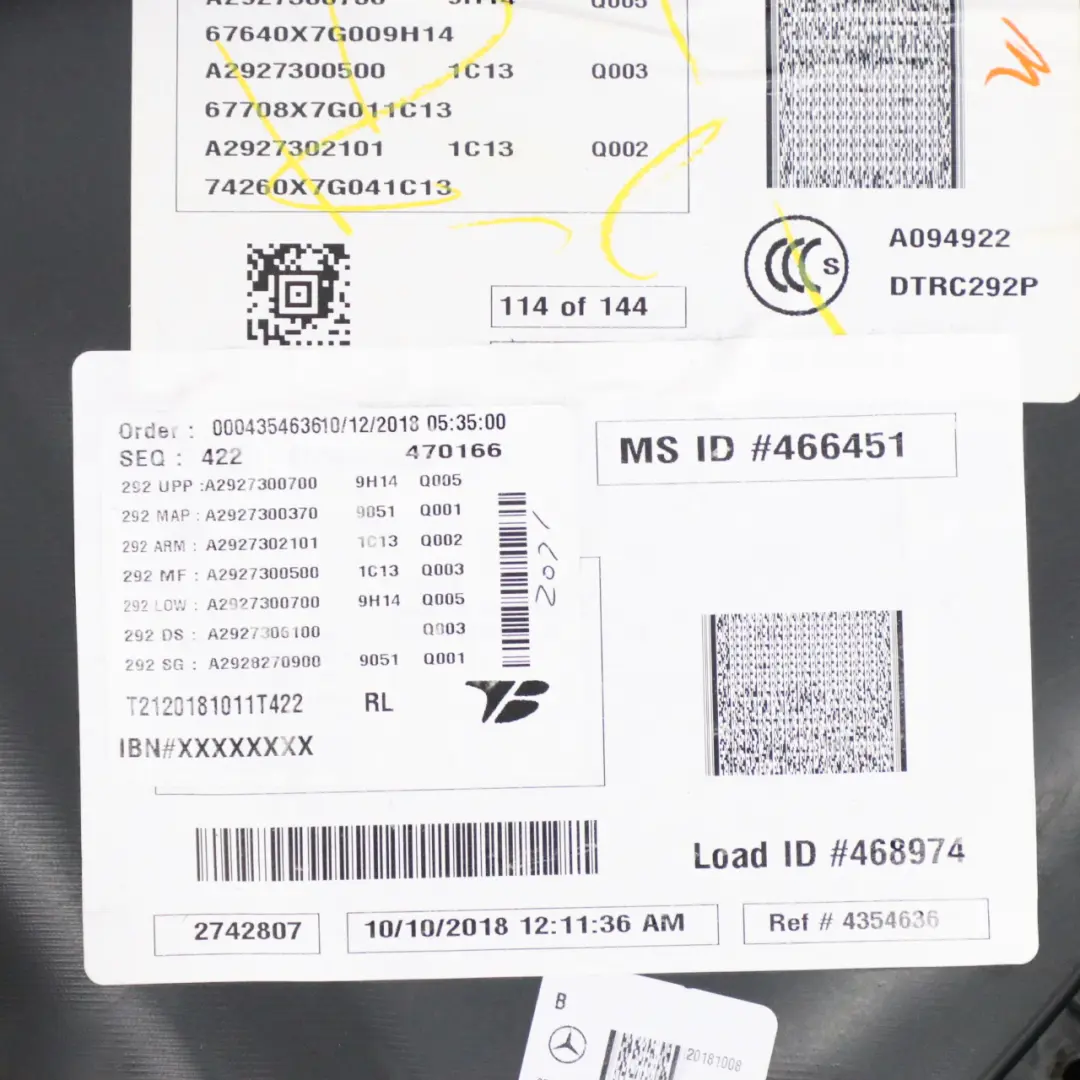 A2927300700 9H14 Q005
67640X7G009H14
A2927300500 1C13 Q003
67708X7G011C13
A2927302101 1C13 Q002
74260X7G041C13
S
A094922
DTRC292P
114 of 144
Order : 000435463610/12/2018 05:35:00
SEQ : 422 470166
292 UPP :A2927300700 9H14 Q005
292 MAP : A2927300370 9051 Q001
292 ARM : A2927302101 1C13 Q002
292 MF : A2927300500 1C13 Q003
292 LOW : A2927300700 9H14 Q005
292 DS : A2927306100 Q003
292 SG : A2928270900 9051 Q001
T2120181011T422 RL
IBN#XXXXXXXX
MS ID #466451
Load ID #468974
2742807
10/10/2018 12:11:36 AM
Ref # 4354636
B
20181008